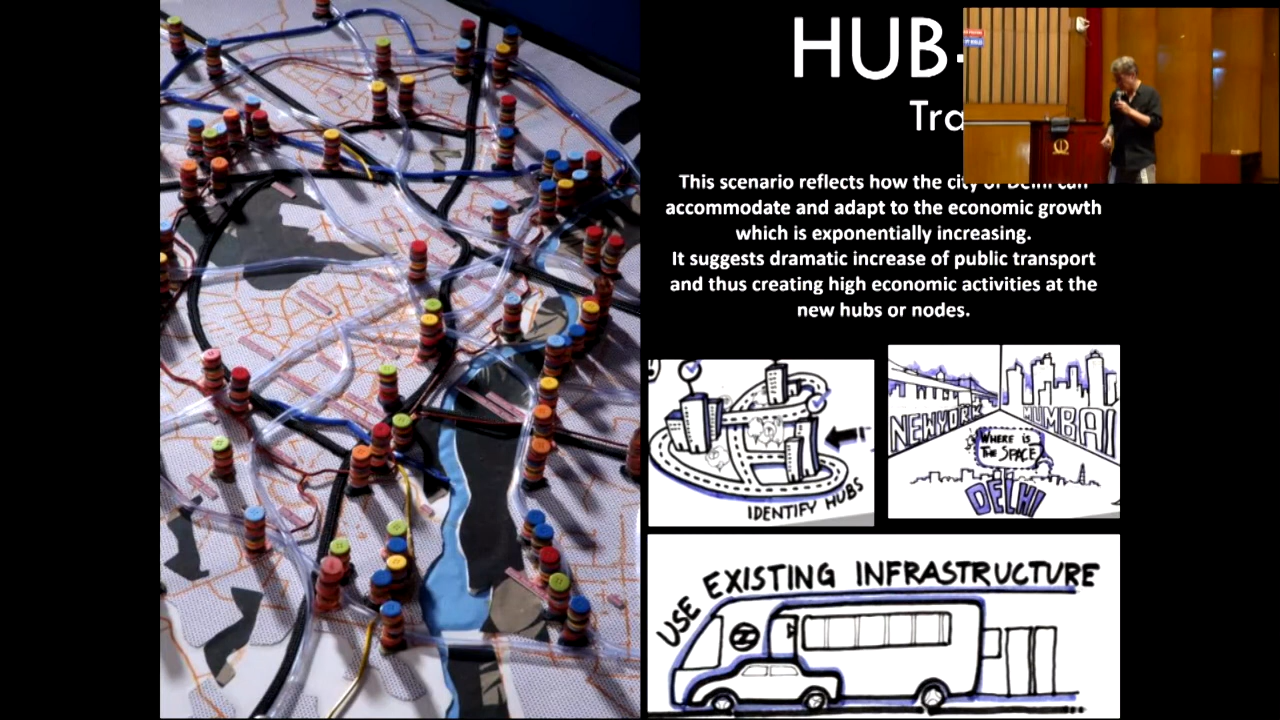 HUB-
Tra
This scenario reflects how the city of Delhi can
accommodate and adapt to the economic growth
which is exponentially increasing.
It suggests dramatic increase of public transport
and thus creating high economic activities at the
new hubs or nodes.
IDENTIFY HUBS
NEWYORK
MUMBAI
WHERE IS
THE SPACE
DELHI
USE EXISTING INFRASTRUCTURE